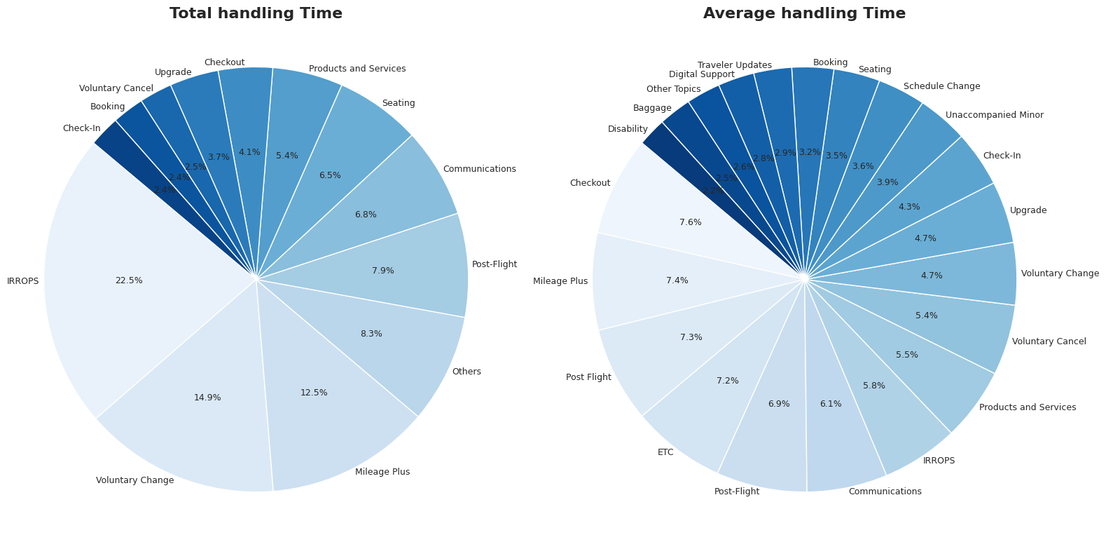 Total handling Time
Checkout
Upgrade
Products and Services
Voluntary Cancel
Booking
Seating
Check-In
Communications
Post-Flight
IRROPS
Others
Voluntary Change
Mileage Plus
2.4%
2.4%
2.5%
3.7%
4.1%
5.4%
6.5%
6.8%
7.9%
8.3%
12.5%
14.9%
22.5%
Average handling Time
Booking
Traveler Updates
Seating
Digital Support
Schedule Change
Other Topics
Baggage
Unaccompanied Minor
Disability
Check-In
Checkout
Upgrade
Mileage Plus
Voluntary Change
Voluntary Cancel
Post Flight
Products and Services
ETC
IRROPS
Post-Flight
Communications
2.6%
2.8%
2.9%
3.2%
3.5%
3.6%
3.9%
4.3%
4.7%
4.7%
5.4%
5.5%
5.8%
6.1%
6.9%
7.2%
7.3%
7.4%
7.6%